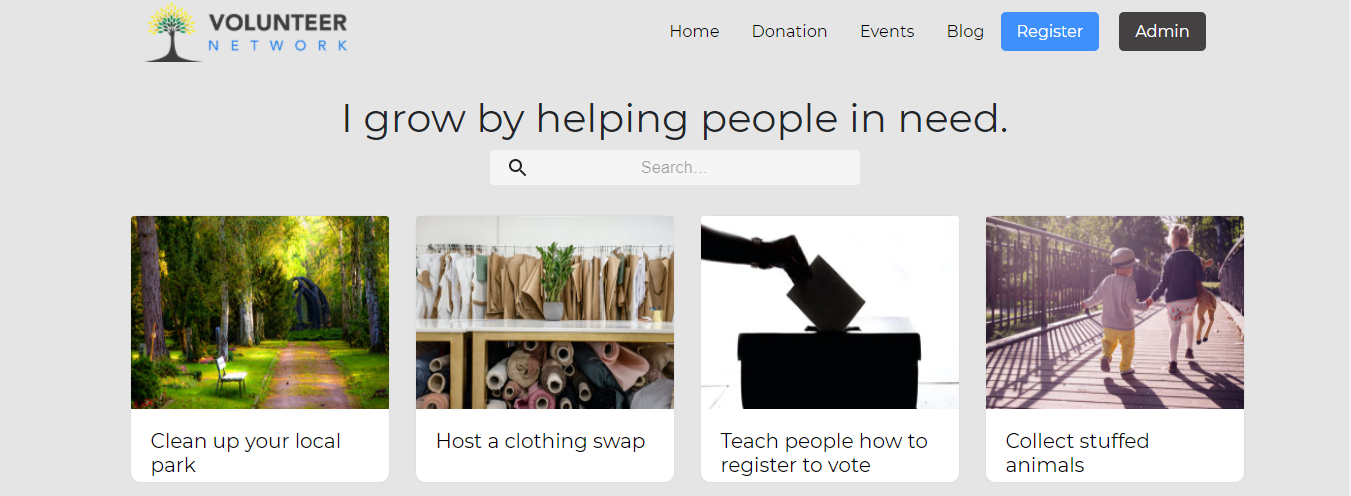 VOLUNTEER
NETWORK
Home Donation Events Blog Register Admin
I grow by helping people in need.
Search...
Clean up your local
park
Host a clothing swap
Teach people how to
register to vote
Collect stuffed
animals